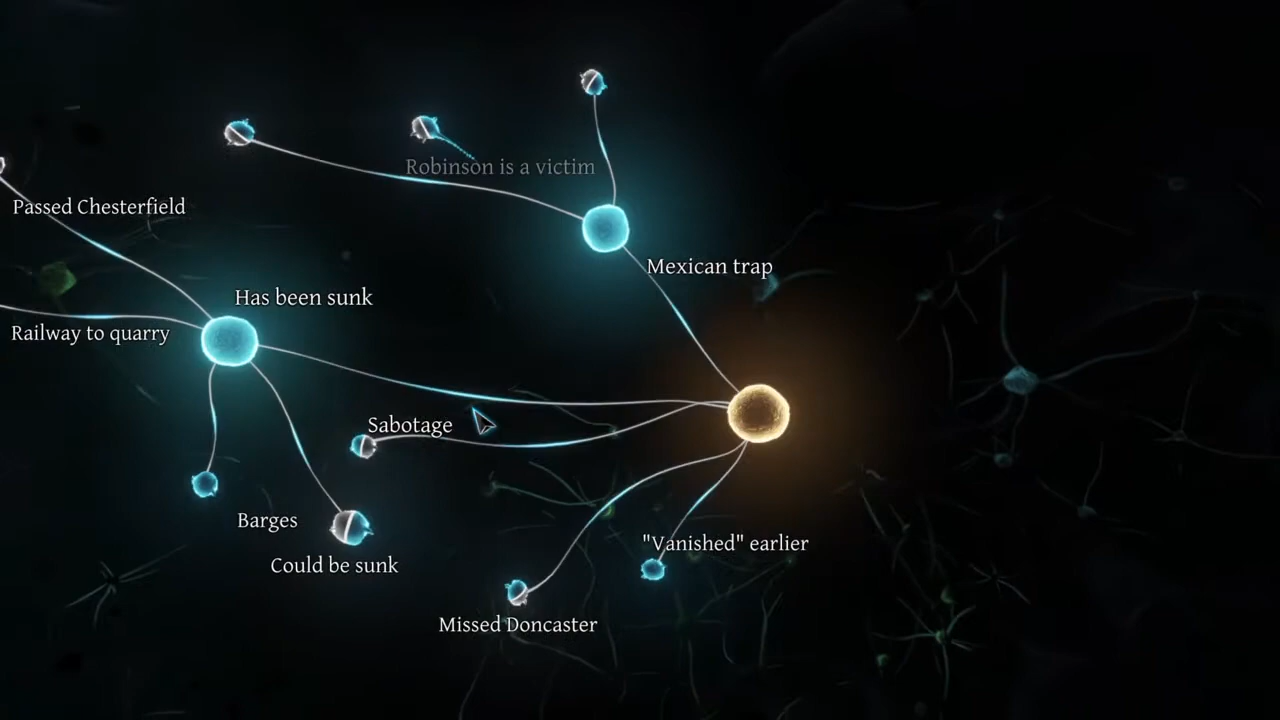 Robinson is a victim
Passed Chesterfield
Mexican trap
Has been sunk
Railway to quarry
Sabotage
Barges
"Vanished" earlier
Could be sunk
Missed Doncaster